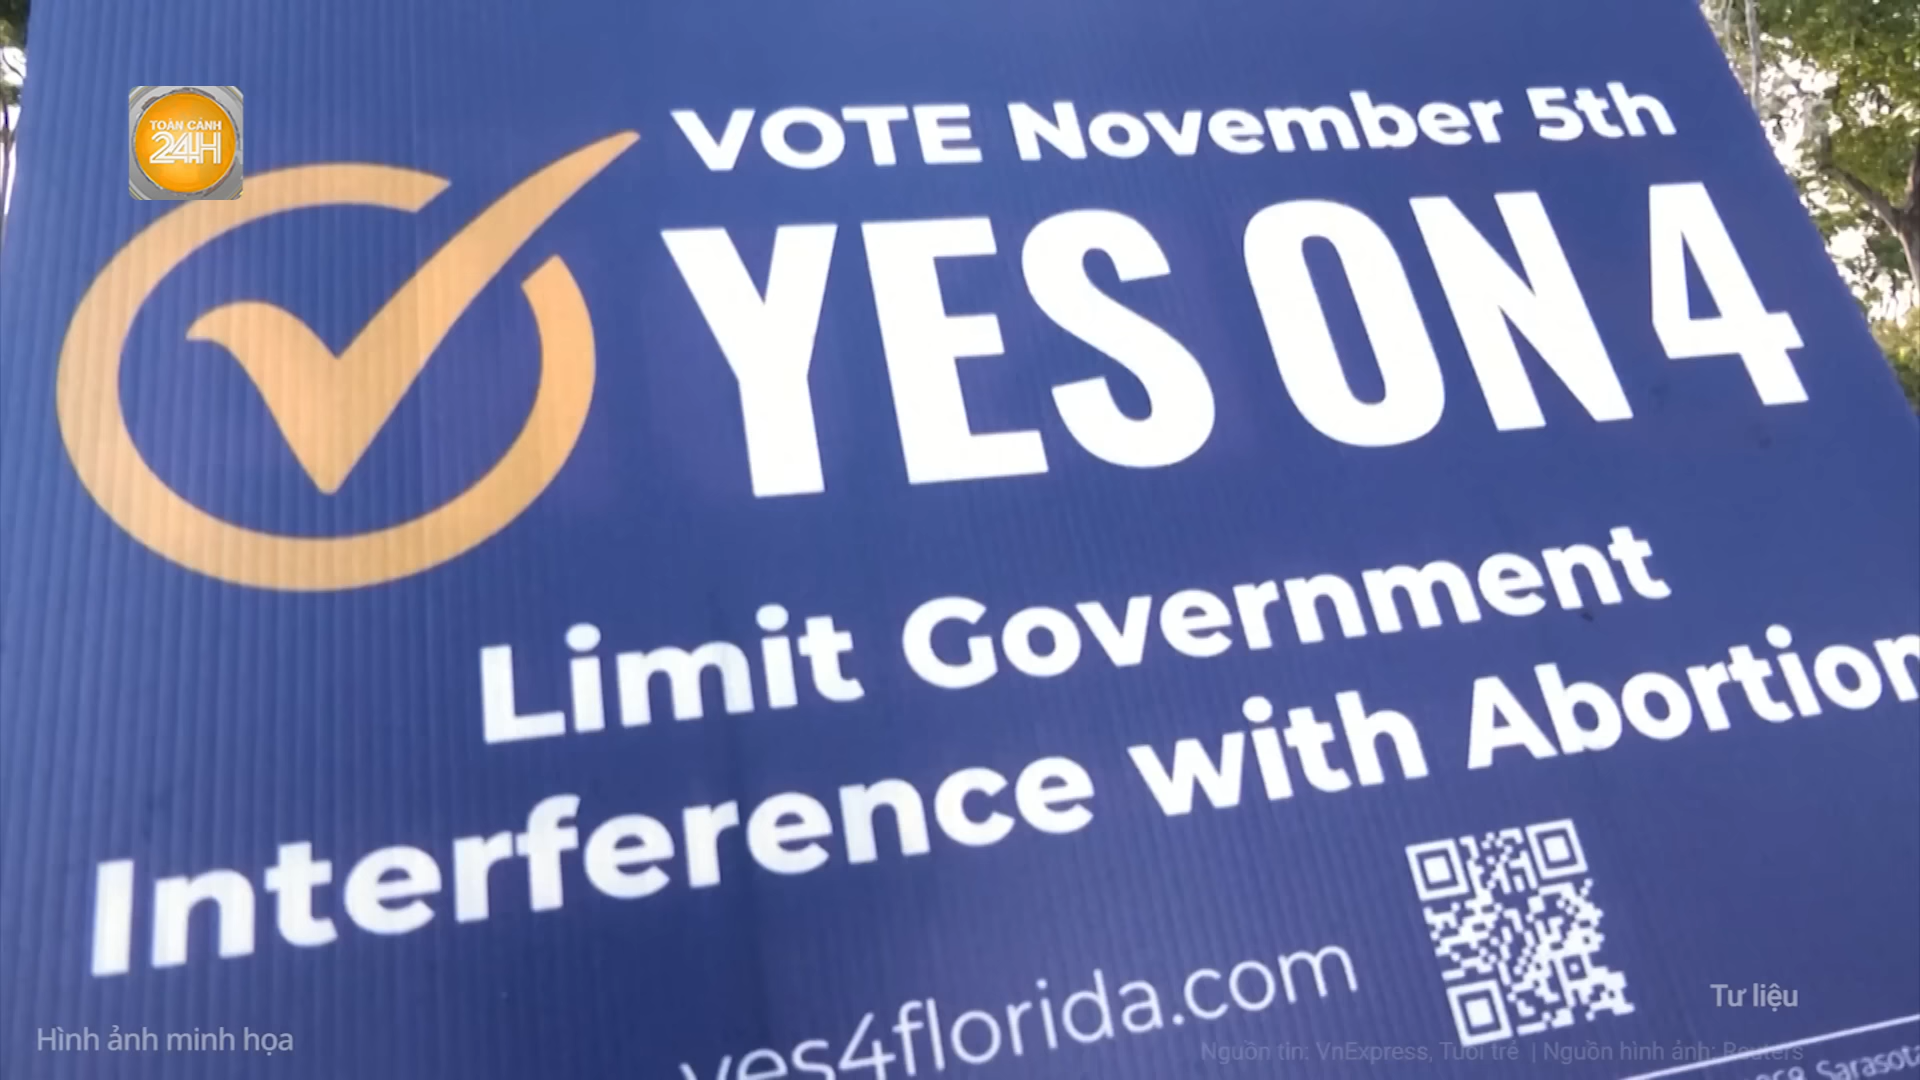 TOÀN CẢNH
24H
VOTE November 5th
YES ON 4
Limit Government
Interference with Abortion
yes4florida.com
Tư liệu
Hình ảnh minh họa
Nguồn tin: VnExpress, Tuổi trẻ | Nguồn hình ảnh: Reuters
Sarasota